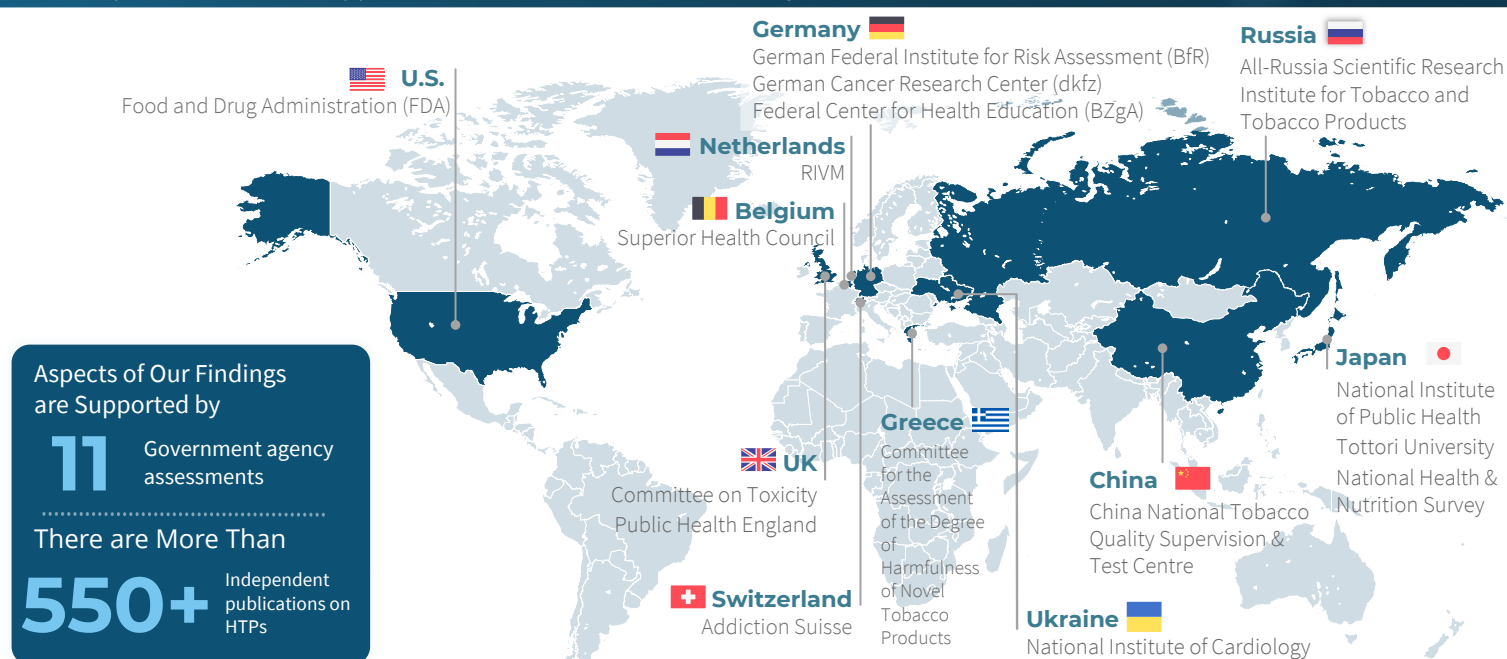 U.S.
Food and Drug Administration (FDA)
Germany
German Federal Institute for Risk Assessment (BfR)
German Cancer Research Center (dkfz)
Federal Center for Health Education (BZgA)
Russia
All-Russia Scientific Research
Institute for Tobacco and
Tobacco Products
Netherlands
RIVM
Belgium
Superior Health Council
Aspects of Our Findings
are Supported by
11
Government agency
assessments
There are More Than
550+
Independent
publications on
HTPs
UK
Committee on Toxicity
Public Health England
Switzerland
Addiction Suisse
Greece
Committee
for the
Assessment
of the Degree
of
Harmfulness
of Novel
Tobacco
Products
Ukraine
National Institute of Cardiology
China
China National Tobacco
Quality Supervision &
Test Centre
Japan
National Institute
of Public Health
Tottori University
National Health &
Nutrition Survey